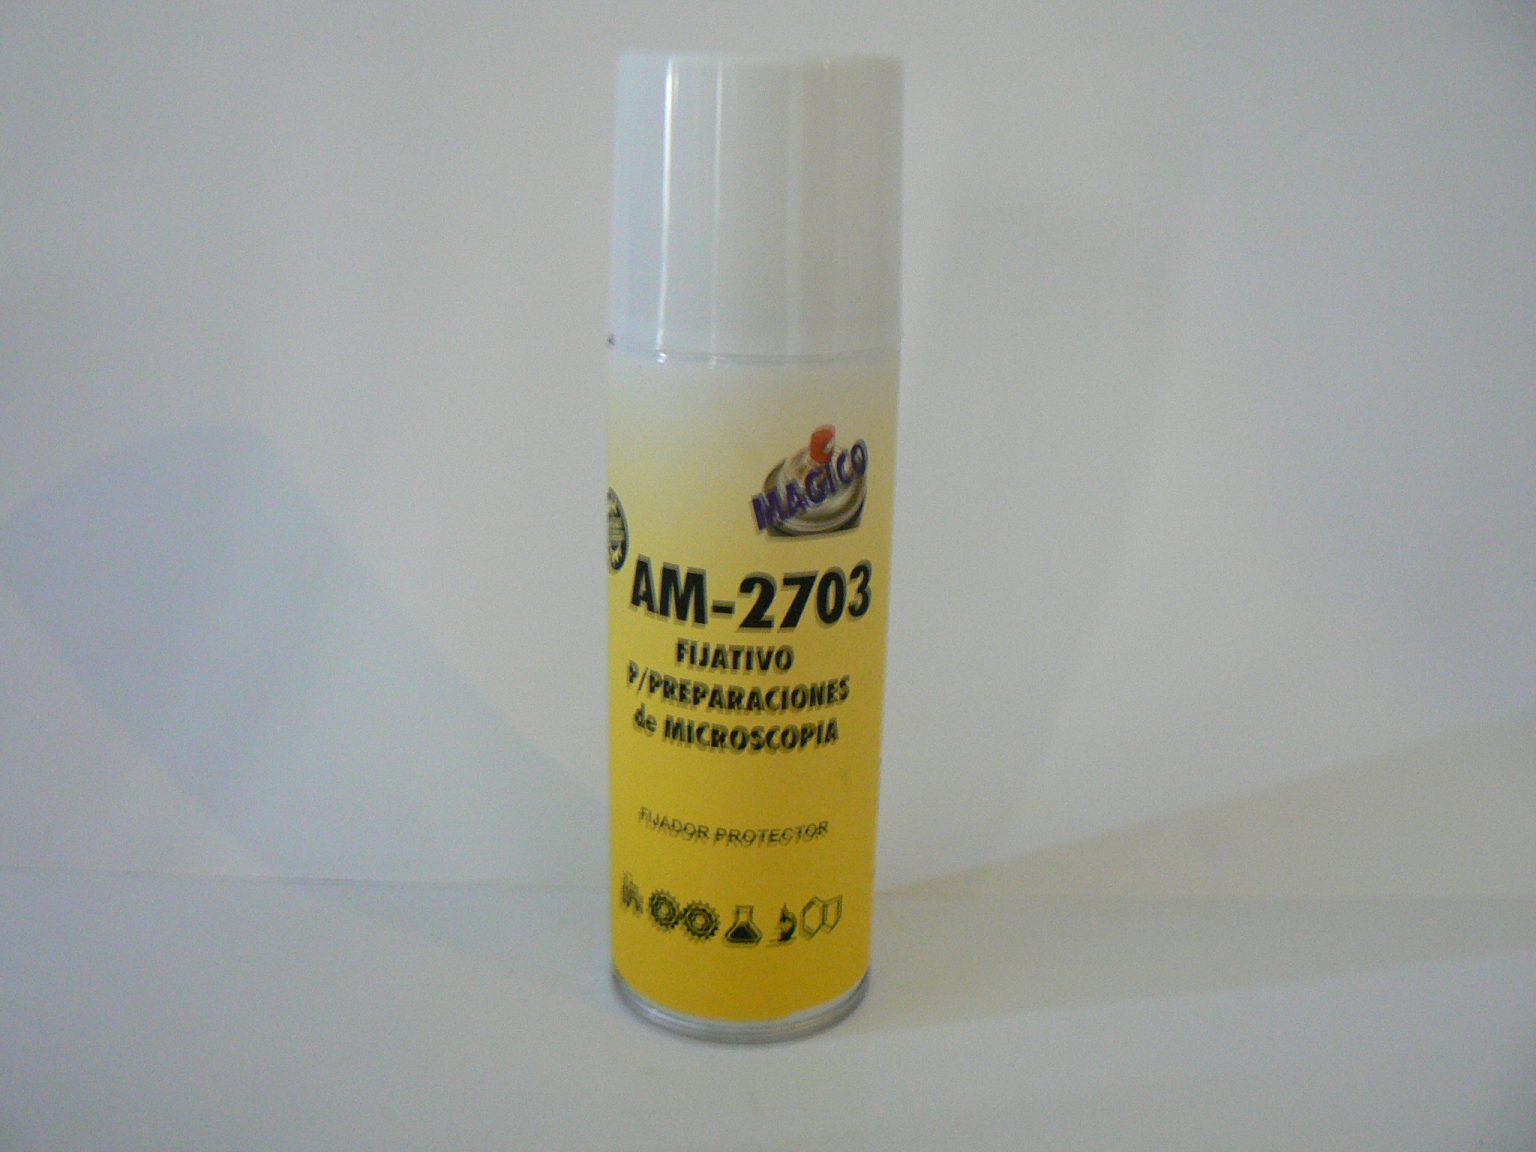 MAGICO
AM-2703
FIJATIVO
P/PREPARACIONES
de MICROSCOPIA
FIJADOR PROTECTOR